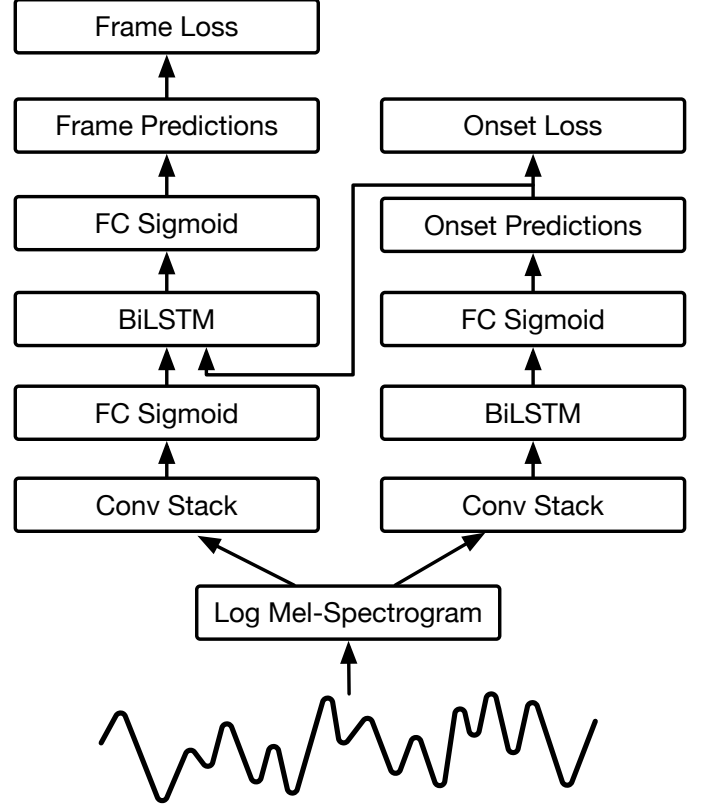 Frame Loss
Frame Predictions
Onset Loss
FC Sigmoid
Onset Predictions
BiLSTM
FC Sigmoid
FC Sigmoid
BiLSTM
Conv Stack
Conv Stack
Log Mel-Spectrogram